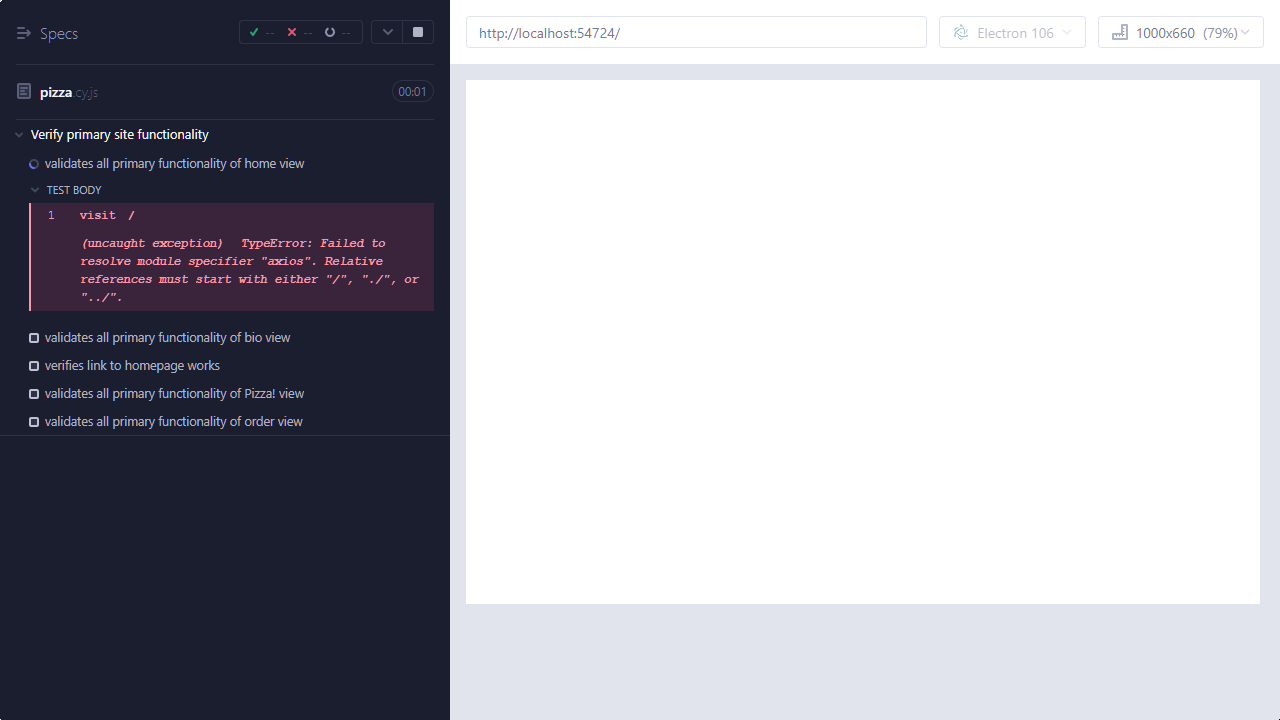 Specs
-- -- --
pizza.cy.js
00:01
Verify primary site functionality
validates all primary functionality of home view
TEST BODY
1 visit /
(uncaught exception) TypeError: Failed to
resolve module specifier "axios". Relative
references must start with either "/", "./", or
"../".
validates all primary functionality of bio view
verifies link to homepage works
validates all primary functionality of Pizza! view
validates all primary functionality of order view
http://localhost:54724/
Electron 106
1000x660 (79%)